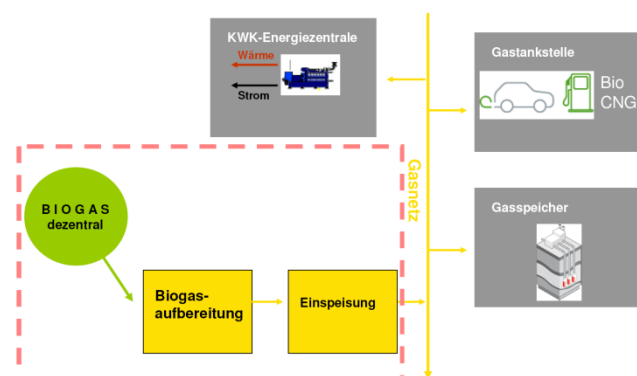 KWK-Energiezentrale
Wärme
Strom
Gastankstelle
Bio
CNG
Gasnetz
B I O G A S
dezentral
Gasspeicher
Biogas-
aufbereitung
Einspeisung